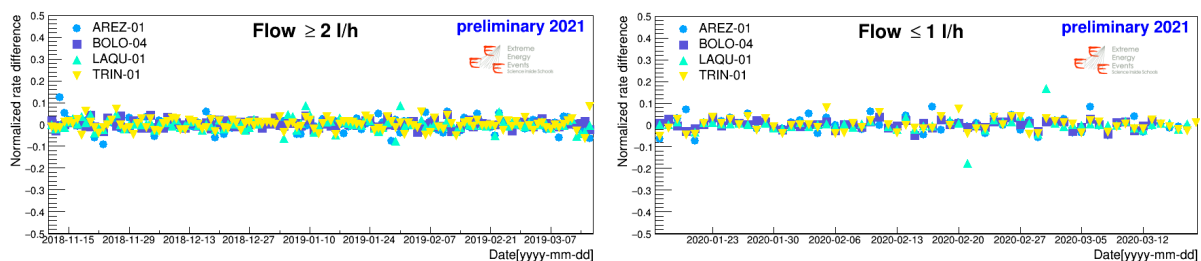 Normalized rate difference
0.5
0.4
0.3
0.2
0.1
0
−0.1
−0.2
−0.3
−0.4
−0.5
AREZ-01
BOLO-04
LAQU-01
TRIN-01
Flow ≥ 2 l/h
preliminary 2021
Extreme
Energy
Events
Science inside Schools
2018-11-15 2018-11-29 2018-12-13 2018-12-27 2019-01-10 2019-01-24 2019-02-07 2019-02-21 2019-03-07
Date[yyyy-mm-dd]
Normalized rate difference
0.5
0.4
0.3
0.2
0.1
0
−0.1
−0.2
−0.3
−0.4
−0.5
AREZ-01
BOLO-04
LAQU-01
TRIN-01
Flow ≤ 1 l/h
preliminary 2021
Extreme
Energy
Events
Science inside Schools
2020-01-23 2020-01-30 2020-02-06 2020-02-13 2020-02-20 2020-02-27 2020-03-05 2020-03-12
Date[yyyy-mm-dd]